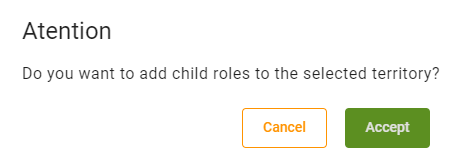 Atention
Do you want to add child roles to the selected territory?
Cancel Accept